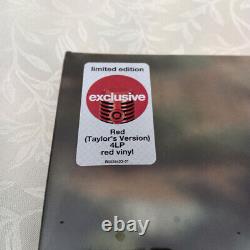 limited edition
exclusive
Red
(Taylor's Version)
4LP
red vinyl